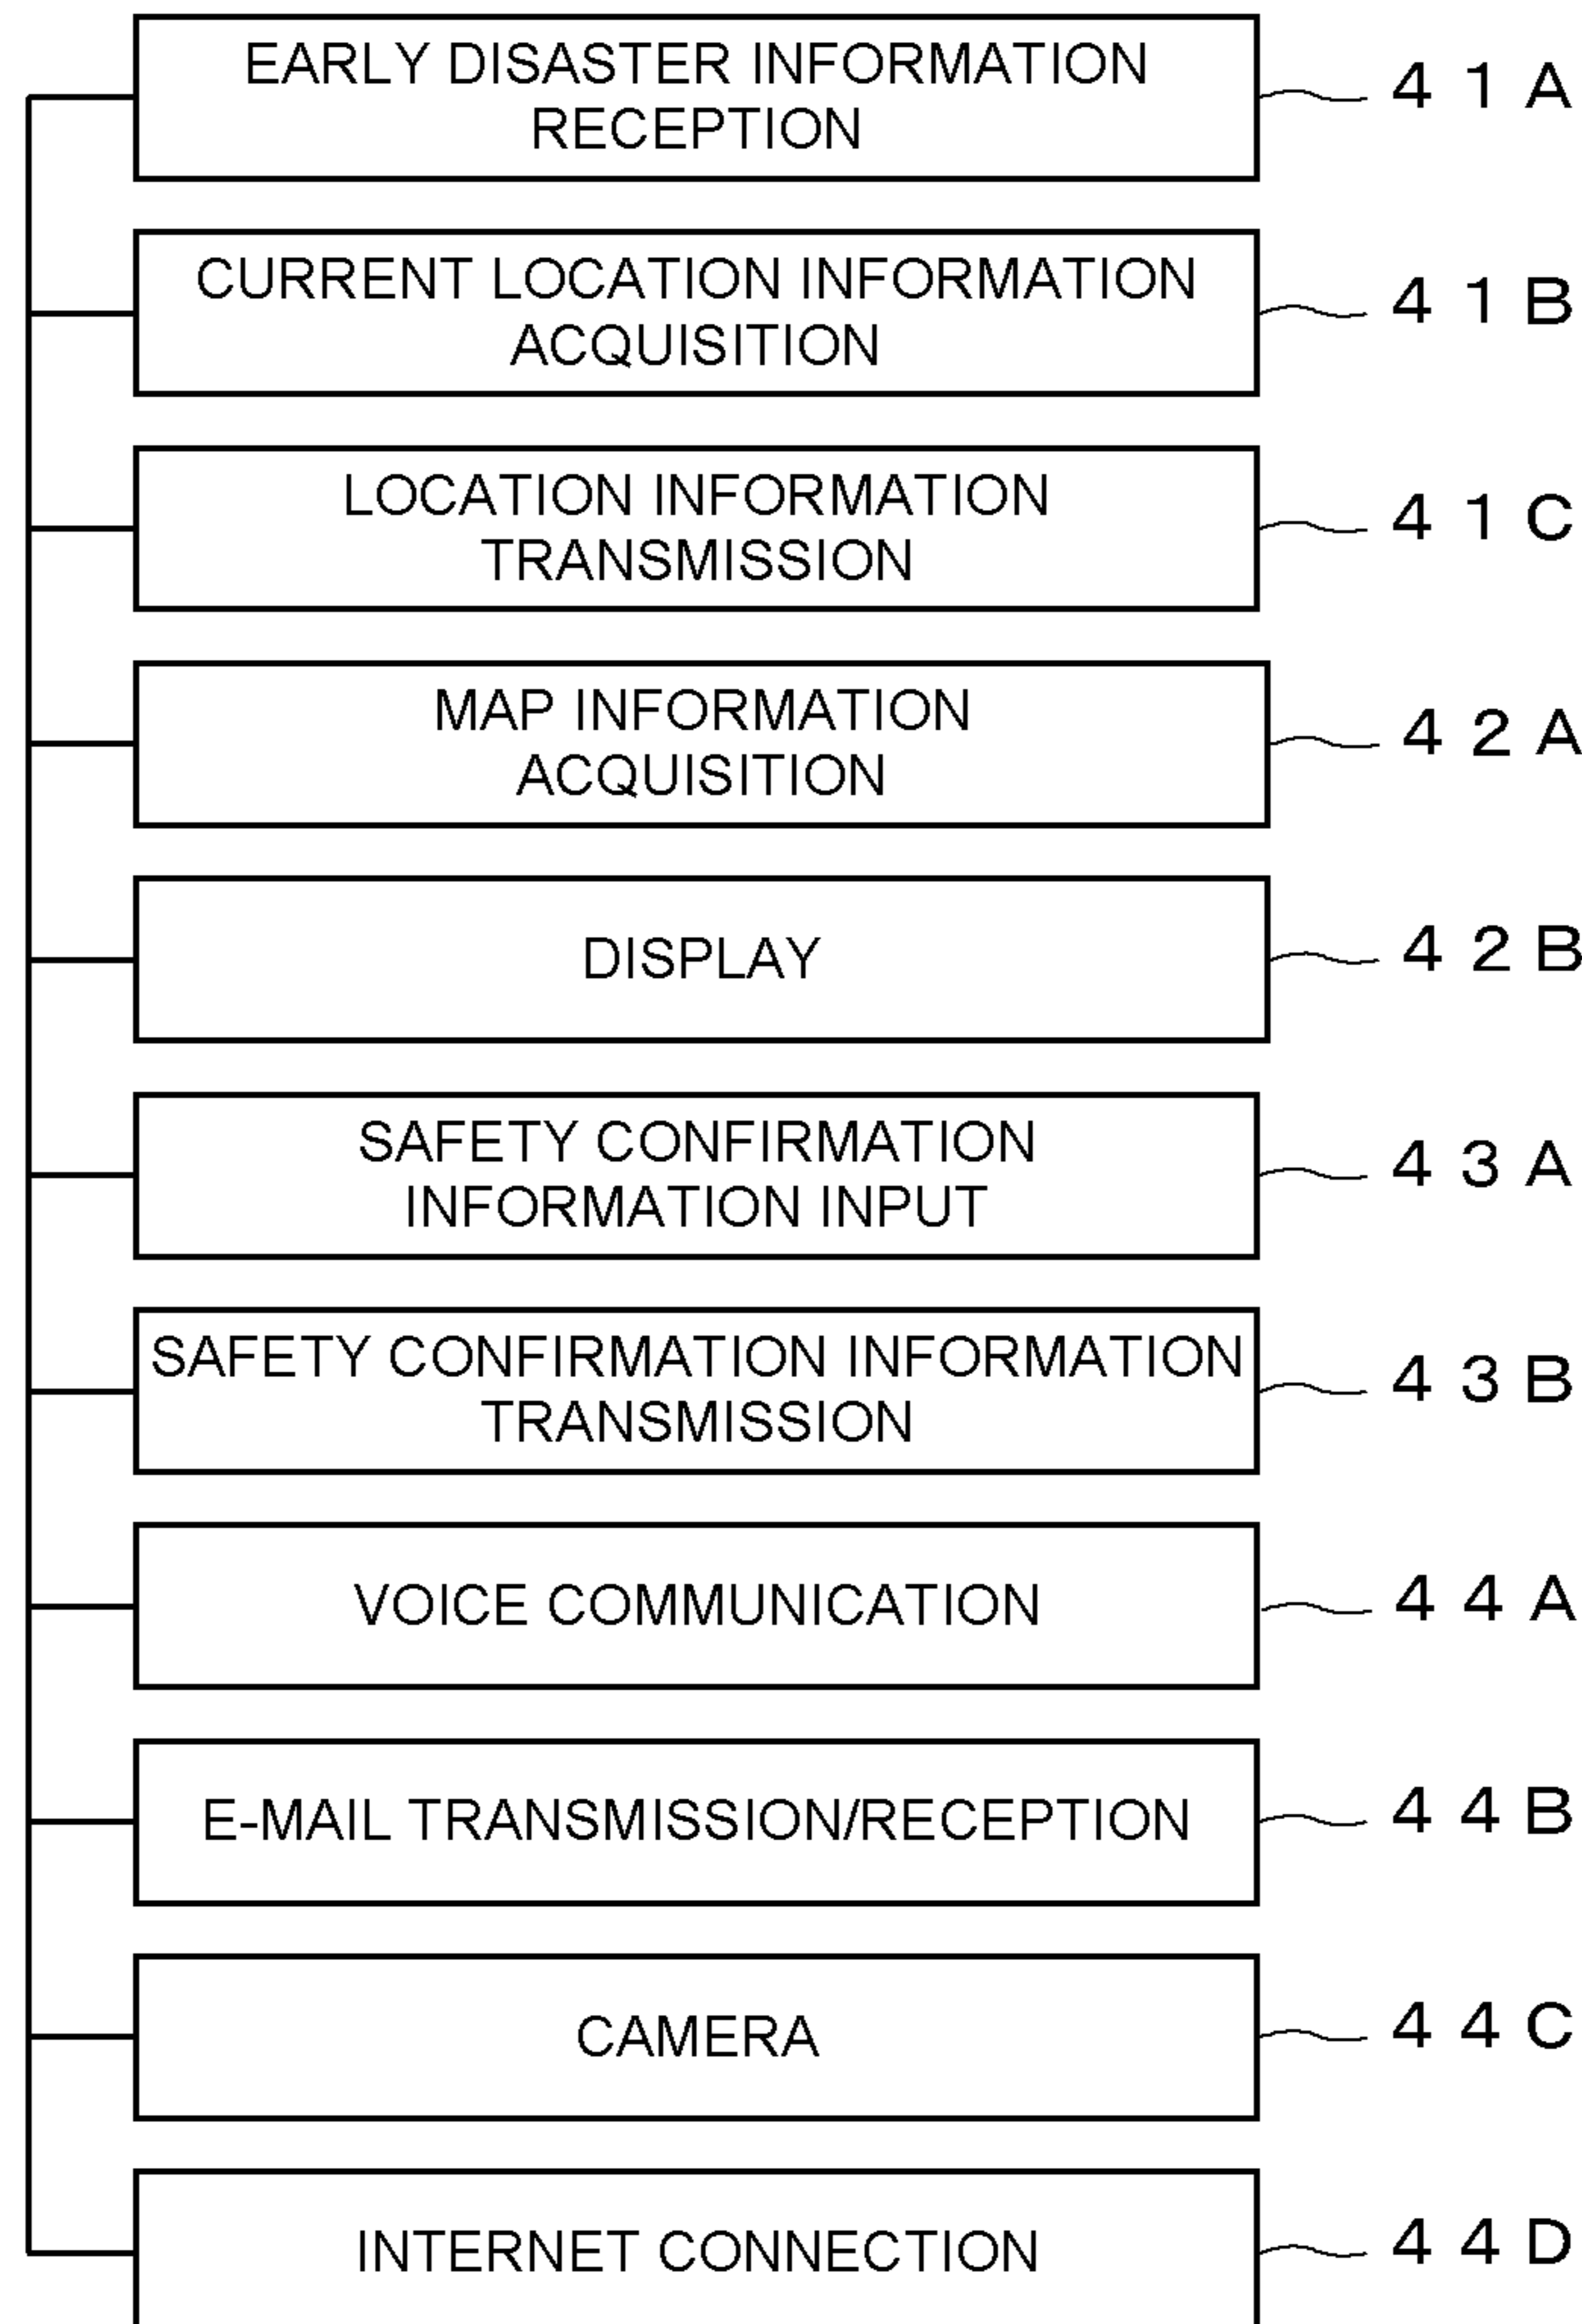 EARLY DISASTER INFORMATION
RECEPTION
41A
CURRENT LOCATION INFORMATION
ACQUISITION
41B
LOCATION INFORMATION
TRANSMISSION
41C
MAP INFORMATION
ACQUISITION
42A
DISPLAY
42B
SAFETY CONFIRMATION
INFORMATION INPUT
43A
SAFETY CONFIRMATION INFORMATION
TRANSMISSION
43B
VOICE COMMUNICATION
44A
E-MAIL TRANSMISSION/RECEPTION
44B
CAMERA
44C
INTERNET CONNECTION
44D